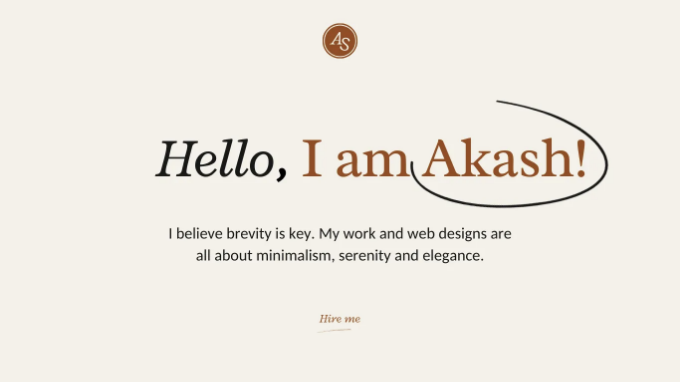 AS
Hello, I am Akash!
I believe brevity is key. My work and web designs are
all about minimalism, serenity and elegance.
Hire me